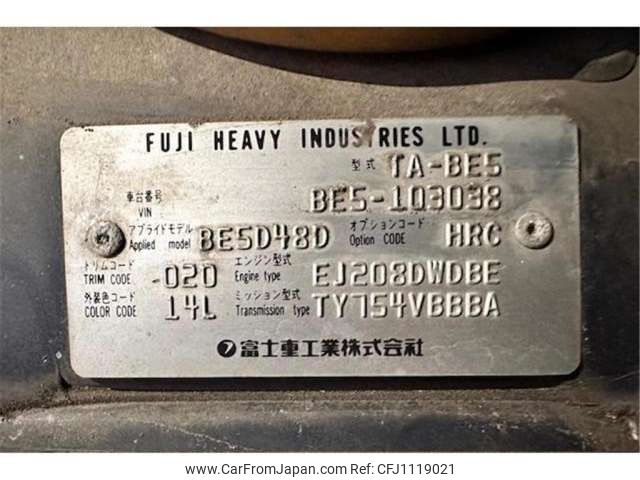 FUJI HEAVY INDUSTRIES LTD.
型式 TA-BE5
車台番号 VIN BE5-103038
アプライドモデル Applied model BE5D48D オプションコード Option CODE HRC
トリムコード TRIM CODE -020 エンジン型式 Engine type EJ208DWDBE
外装色コード COLOR CODE 14L ミッション型式 Transmission type TY754VBBBA
富士重工業株式会社
© www.CarFromJapan.com - Ref No: CFJ1119021